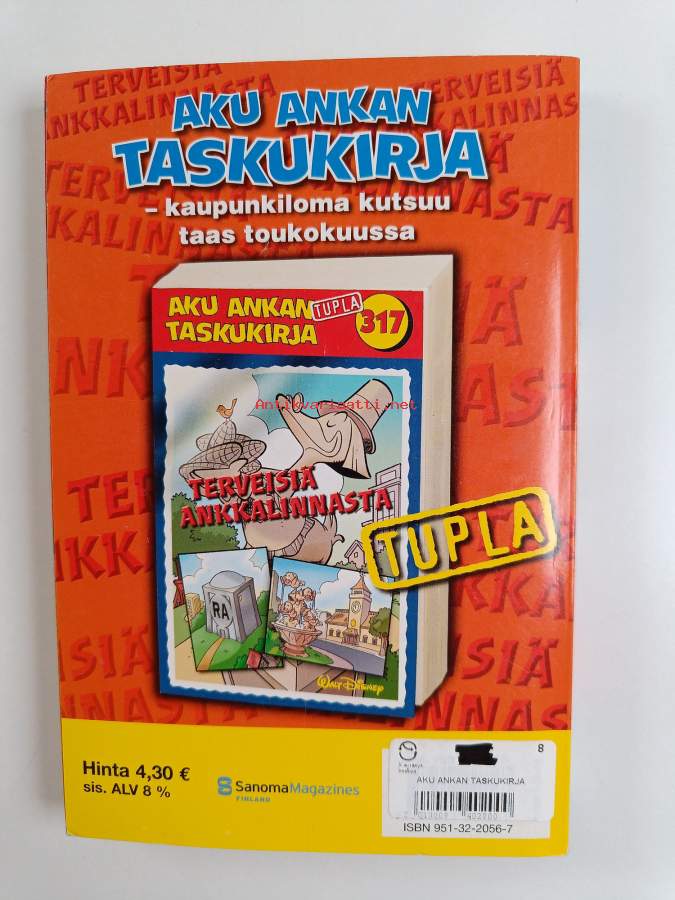 TERVEISIÄ
ANKKALINNASTA
AKU ANKAN
TASKUKIRJA
– kaupunkiloma kutsuu
taas toukokuussa
AKU ANKAN
TASKUKIRJA
TUPLA
317
Antikvariaatti.net
TERVEISIÄ
ANKKALINNASTA
TUPLA
RA
WALT DISNEY
Hinta 4,30 €
sis. ALV 8 %
SanomaMagazines
FINLAND
8
AKU ANKAN TASKUKIRJA
ISBN 951-32-2056-7